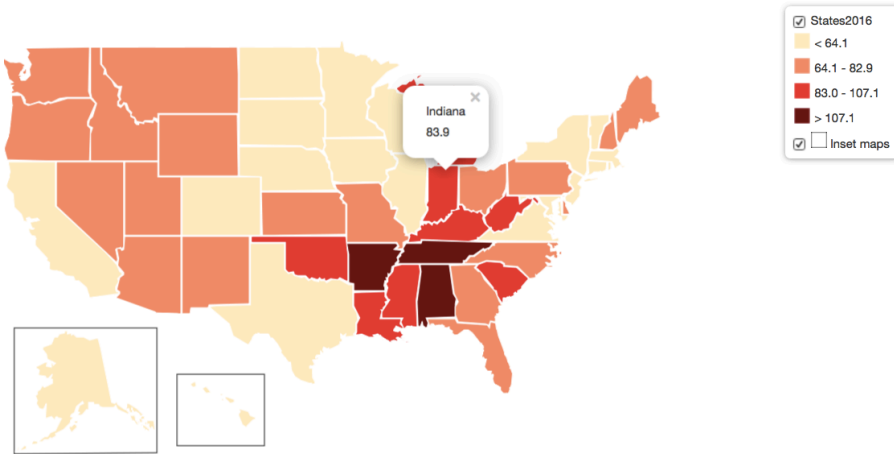 States2016
< 64.1
64.1 - 82.9
83.0 - 107.1
> 107.1
Inset maps
Indiana
83.9